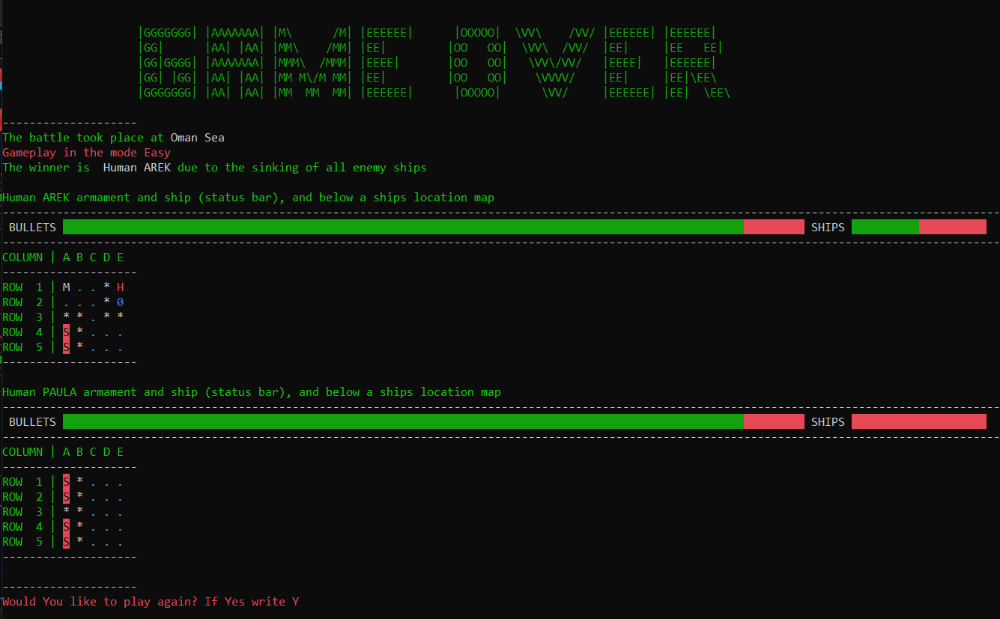 |GGGGGGG| |AAAAAAA| |M\      /M| |EEEEEE|      |OOOOO|  \VV\    /VV/ |EEEEEE| |EEEEEE|
|GG|      |AA| |AA| |MM\    /MM| |EE|         |OO   OO|  \VV\  /VV/  |EE|     |EE   EE|
|GG|GGGG| |AAAAAAA| |MMM\  /MMM| |EEEE|       |OO   OO|   \VV\/VV/   |EEEE|   |EEEEEE|
|GG| |GG| |AA| |AA| |MM M\/M MM| |EE|         |OO   OO|    \VVVV/    |EE|     |EE|\EE\
|GGGGGGG| |AA| |AA| |MM  MM  MM| |EEEEEE|      |OOOOO|      \VV/     |EEEEEE| |EE|  \EE\
--------------------
The battle took place at Oman Sea
Gameplay in the mode Easy
The winner is  Human AREK due to the sinking of all enemy ships
Human AREK armament and ship (status bar), and below a ships location map
----------------------------------------------------------------------------------------------------------------------------------------------------
BULLETS SHIPS
----------------------------------------------------------------------------------------------------------------------------------------------------
COLUMN | A B C D E
--------------------
ROW  1 | M . . * H
ROW  2 | . . . * 0
ROW  3 | * * . * *
ROW  4 | S * . . .
ROW  5 | S * . . .
--------------------
Human PAULA armament and ship (status bar), and below a ships location map
----------------------------------------------------------------------------------------------------------------------------------------------------
BULLETS SHIPS
----------------------------------------------------------------------------------------------------------------------------------------------------
COLUMN | A B C D E
--------------------
ROW  1 | S * . . .
ROW  2 | S * . . .
ROW  3 | * * . . .
ROW  4 | S * . . .
ROW  5 | S * . . .
--------------------
--------------------
Would You like to play again? If Yes write Y